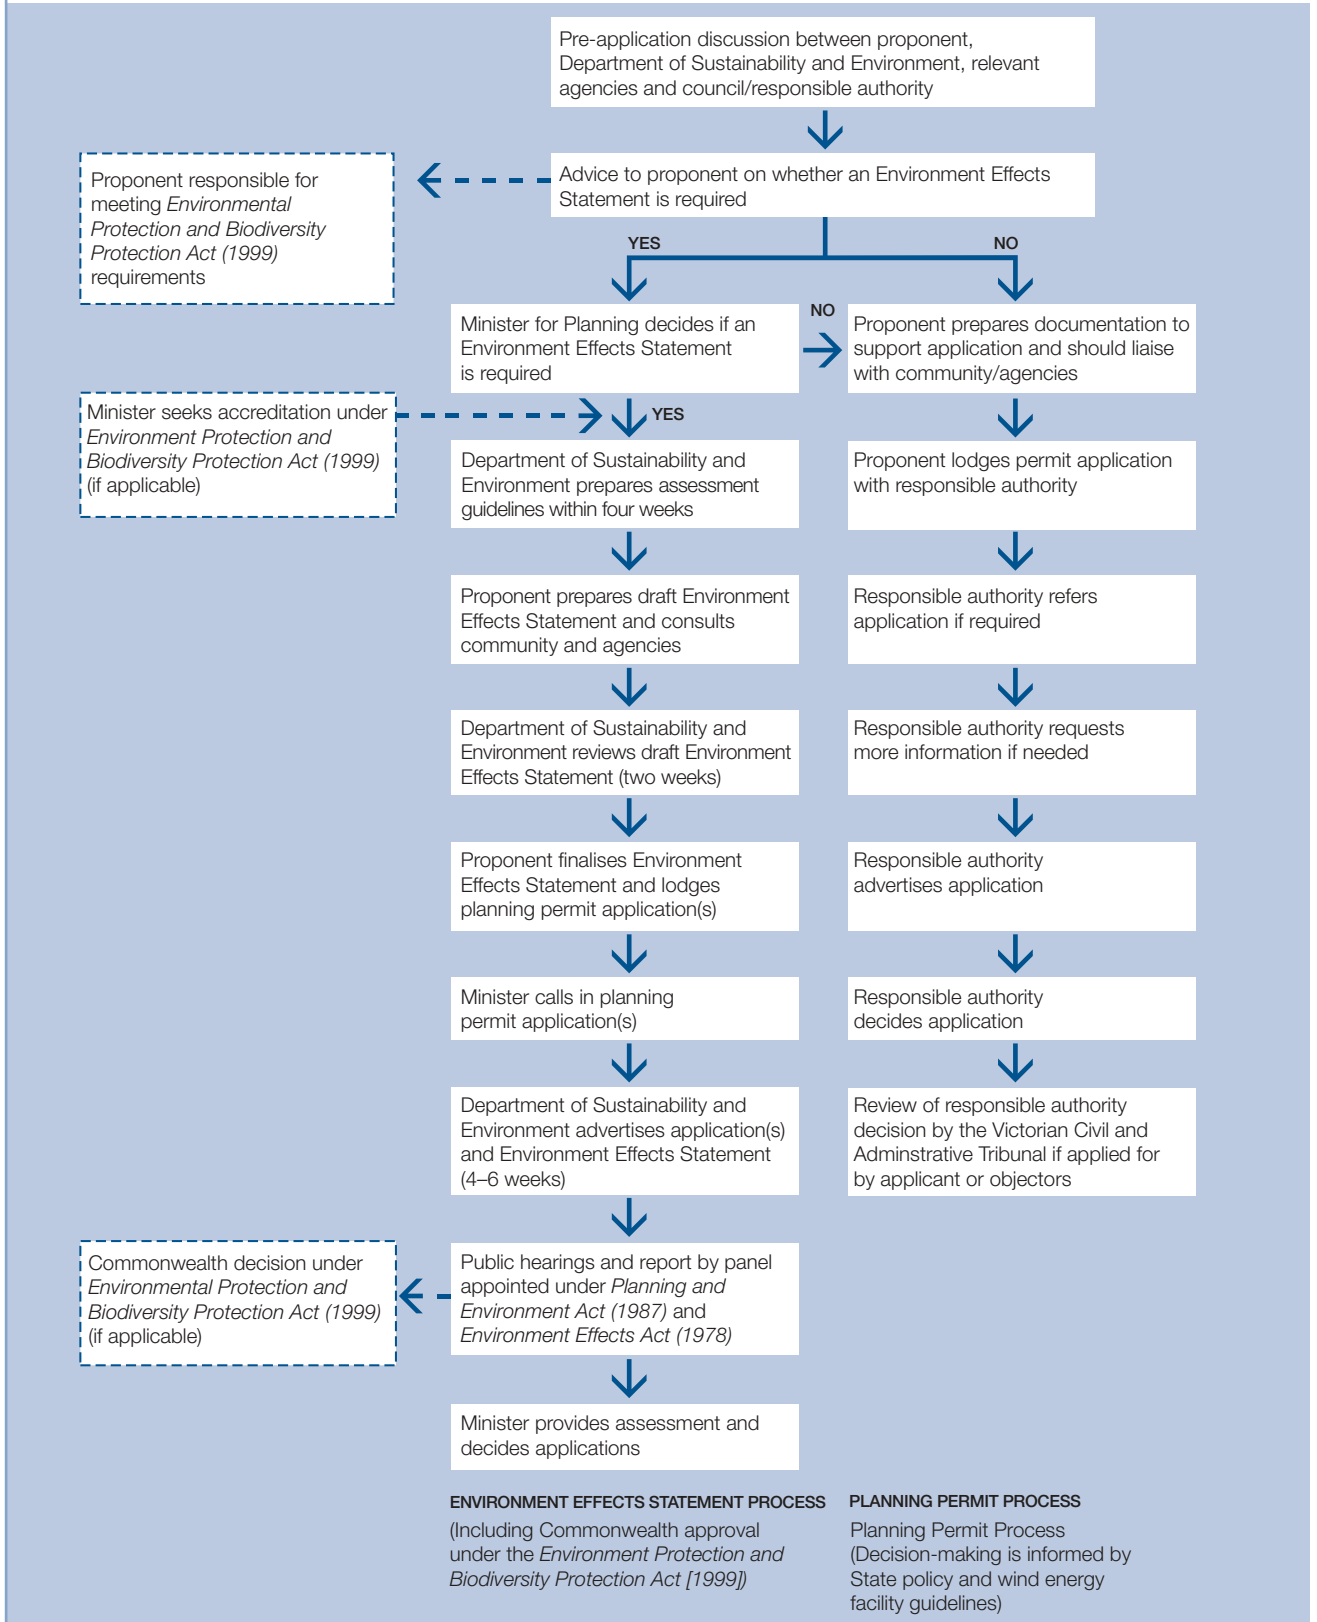 Pre-application discussion between proponent,
Department of Sustainability and Environment, relevant
agencies and council/responsible authority
Proponent responsible for
meeting Environmental
Protection and Biodiversity
Protection Act (1999)
requirements
Advice to proponent on whether an Environment Effects
Statement is required
YES
NO
Minister for Planning decides if an
Environment Effects Statement
is required
NO
Proponent prepares documentation to
support application and should liaise
with community/agencies
Minister seeks accreditation under
Environment Protection and
Biodiversity Protection Act (1999)
(if applicable)
YES
Department of Sustainability and
Environment prepares assessment
guidelines within four weeks
Proponent lodges permit application
with responsible authority
Proponent prepares draft Environment
Effects Statement and consults
community and agencies
Responsible authority refers
application if required
Department of Sustainability and
Environment reviews draft Environment
Effects Statement (two weeks)
Responsible authority requests
more information if needed
Proponent finalises Environment
Effects Statement and lodges
planning permit application(s)
Responsible authority
advertises application
Minister calls in planning
permit application(s)
Responsible authority
decides application
Department of Sustainability and
Environment advertises application(s)
and Environment Effects Statement
(4–6 weeks)
Review of responsible authority
decision by the Victorian Civil and
Adminstrative Tribunal if applied for
by applicant or objectors
Commonwealth decision under
Environmental Protection and
Biodiversity Protection Act (1999)
(if applicable)
Public hearings and report by panel
appointed under Planning and
Environment Act (1987) and
Environment Effects Act (1978)
Minister provides assessment and
decides applications
ENVIRONMENT EFFECTS STATEMENT PROCESS
(Including Commonwealth approval
under the Environment Protection and
Biodiversity Protection Act [1999])
PLANNING PERMIT PROCESS
Planning Permit Process
(Decision-making is informed by
State policy and wind energy
facility guidelines)